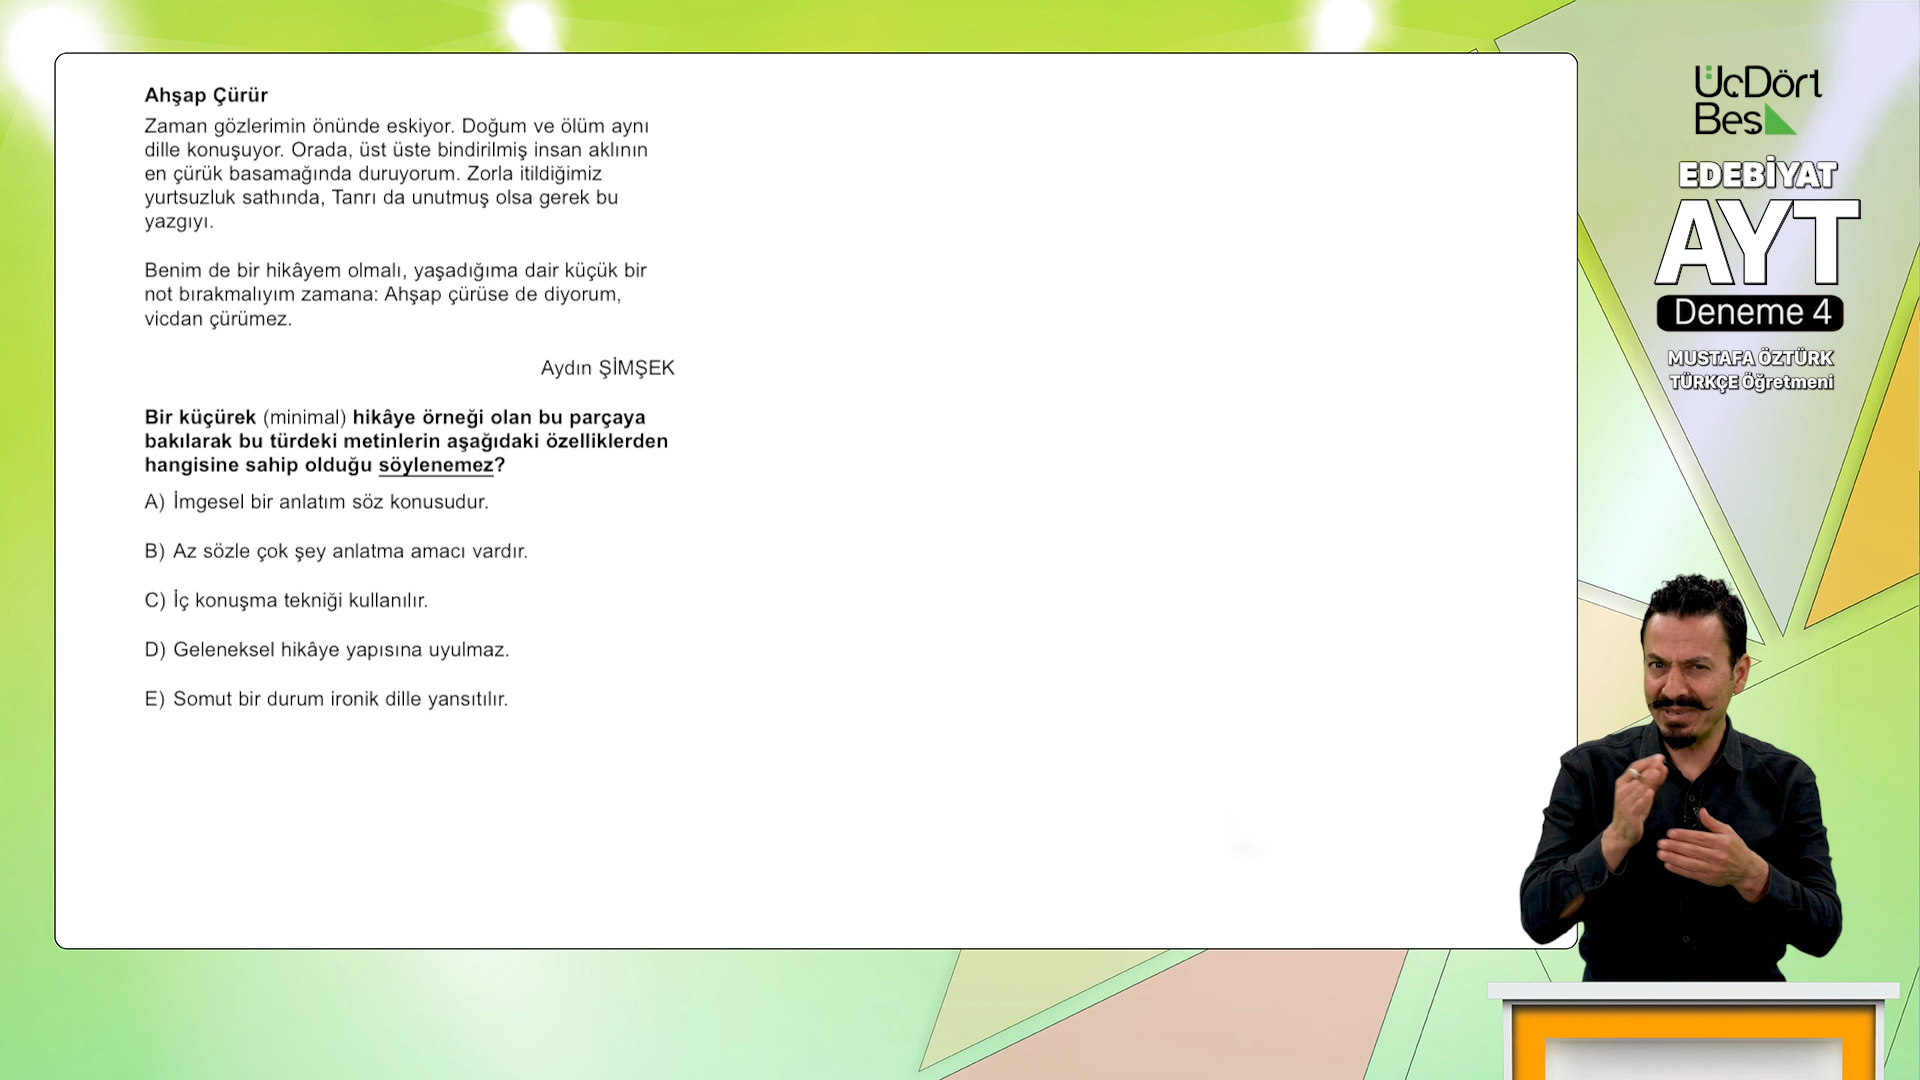 Ahşap Çürür
Zaman gözlerimin önünde eskiyor. Doğum ve ölüm aynı
dille konuşuyor. Orada, üst üste bindirilmiş insan aklının
en çürük basamağında duruyorum. Zorla itildiğimiz
yurtsuzluk sathında, Tanrı da unutmuş olsa gerek bu
yazgıyı.
Benim de bir hikâyem olmalı, yaşadığıma dair küçük bir
not bırakmalıyım zamana: Ahşap çürüse de diyorum,
vicdan çürümez.
Aydın ŞİMŞEK
Bir küçürek (minimal) hikâye örneği olan bu parçaya
bakılarak bu türdeki metinlerin aşağıdaki özelliklerden
hangisine sahip olduğu söylenemez?
A) İmgesel bir anlatım söz konusudur.
B) Az sözle çok şey anlatma amacı vardır.
C) İç konuşma tekniği kullanılır.
D) Geleneksel hikâye yapısına uyulmaz.
E) Somut bir durum ironik dille yansıtılır.
ÜçDört
Beş
EDEBİYAT
AYT
Deneme 4
MUSTAFA ÖZTÜRK
TÜRKÇE Öğretmeni